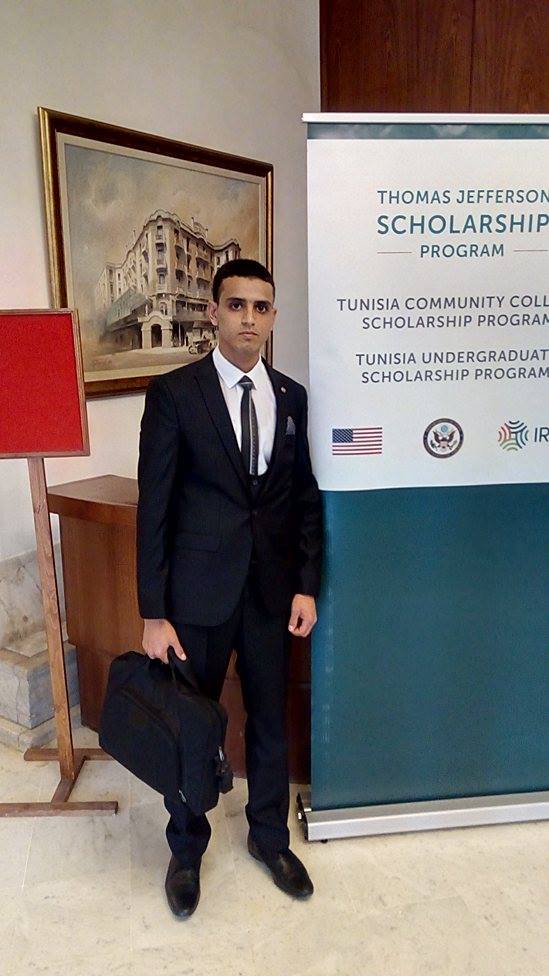 THOMAS JEFFERSON
SCHOLARSHIP
PROGRAM
TUNISIA COMMUNITY COLL
SCHOLARSHIP PROGRAM
TUNISIA UNDERGRADUAT
SCHOLARSHIP PROGRAM
IR